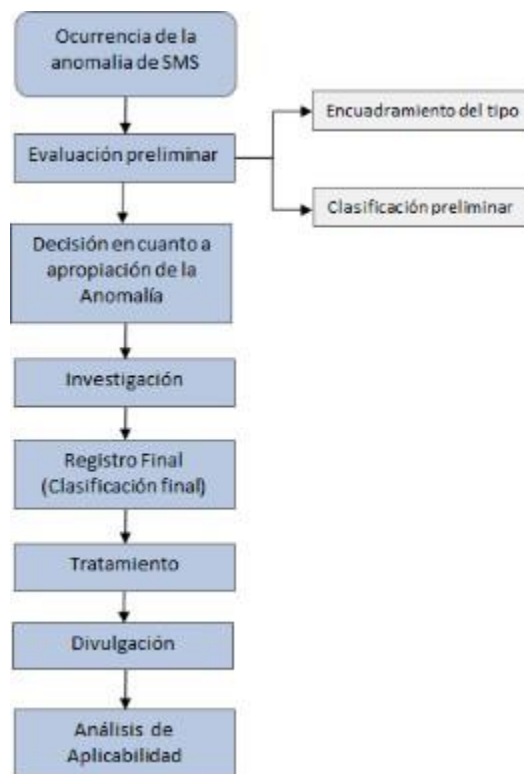 Ocurrencia de la
anomalia de SMS
Evaluación preliminar
Encuadramiento del tipo
Clasificación preliminar
Decisión en cuanto a
apropiación de la
Anomalía
Investigación
Registro Final
(Clasificación final)
Tratamiento
Divulgación
Análisis de
Aplicabilidad